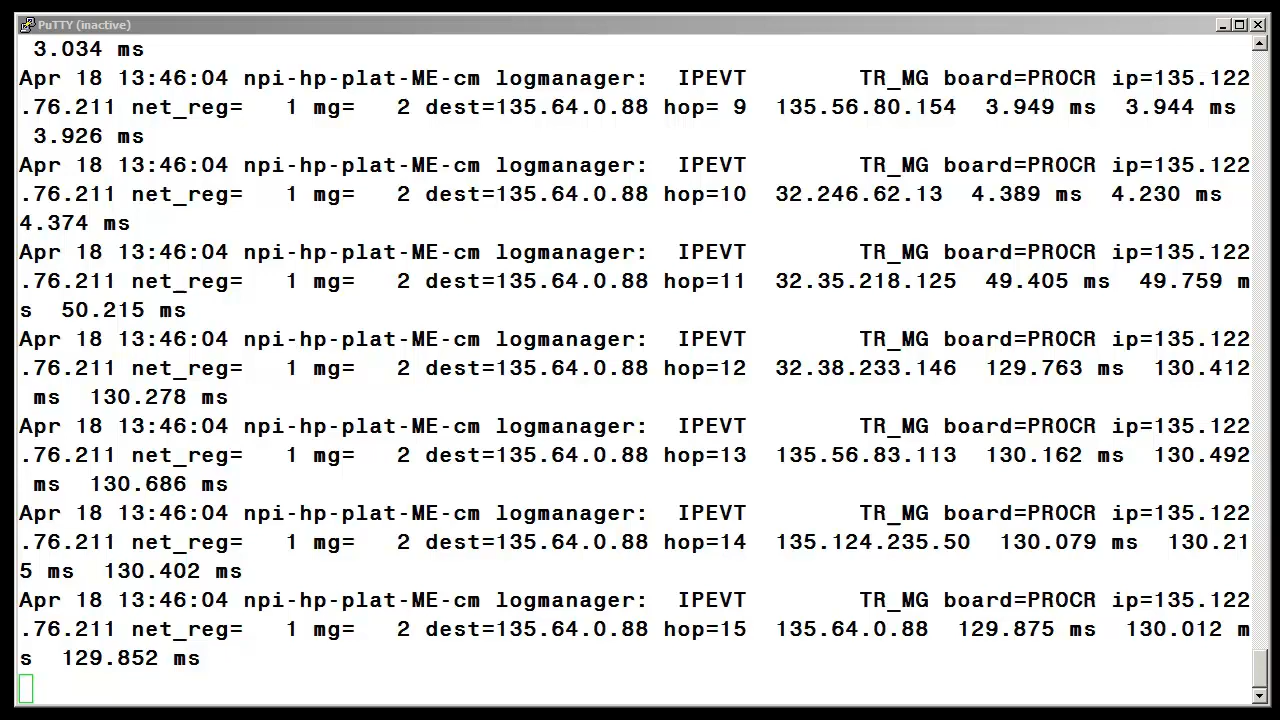 PuTTY (inactive)
3.034 ms
Apr 18 13:46:04 npi-hp-plat-ME-cm logmanager: IPEVT TR_MG board=PROCR ip=135.122
.76.211 net_reg= 1 mg= 2 dest=135.64.0.88 hop= 9 135.56.80.154 3.949 ms 3.944 ms
3.926 ms
Apr 18 13:46:04 npi-hp-plat-ME-cm logmanager: IPEVT TR_MG board=PROCR ip=135.122
.76.211 net_reg= 1 mg= 2 dest=135.64.0.88 hop=10 32.246.62.13 4.389 ms 4.230 ms
4.374 ms
Apr 18 13:46:04 npi-hp-plat-ME-cm logmanager: IPEVT TR_MG board=PROCR ip=135.122
.76.211 net_reg= 1 mg= 2 dest=135.64.0.88 hop=11 32.35.218.125 49.405 ms 49.759 m
s 50.215 ms
Apr 18 13:46:04 npi-hp-plat-ME-cm logmanager: IPEVT TR_MG board=PROCR ip=135.122
.76.211 net_reg= 1 mg= 2 dest=135.64.0.88 hop=12 32.38.233.146 129.763 ms 130.412
ms 130.278 ms
Apr 18 13:46:04 npi-hp-plat-ME-cm logmanager: IPEVT TR_MG board=PROCR ip=135.122
.76.211 net_reg= 1 mg= 2 dest=135.64.0.88 hop=13 135.56.83.113 130.162 ms 130.492
ms 130.686 ms
Apr 18 13:46:04 npi-hp-plat-ME-cm logmanager: IPEVT TR_MG board=PROCR ip=135.122
.76.211 net_reg= 1 mg= 2 dest=135.64.0.88 hop=14 135.124.235.50 130.079 ms 130.21
5 ms 130.402 ms
Apr 18 13:46:04 npi-hp-plat-ME-cm logmanager: IPEVT TR_MG board=PROCR ip=135.122
.76.211 net_reg= 1 mg= 2 dest=135.64.0.88 hop=15 135.64.0.88 129.875 ms 130.012 m
s 129.852 ms